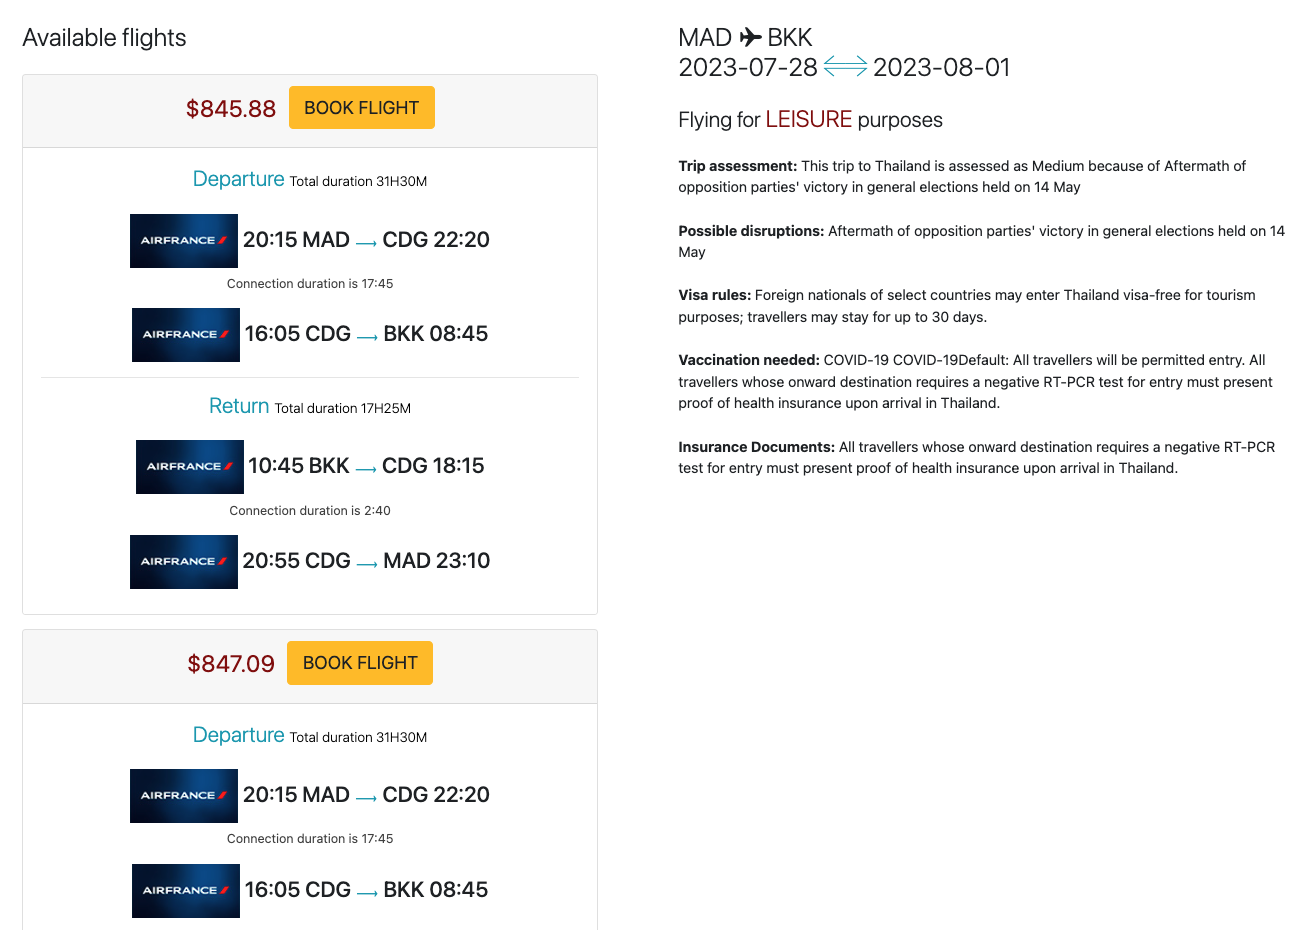 Available flights
$845.88 BOOK FLIGHT
Departure Total duration 31H30M
AIRFRANCE 20:15 MAD → CDG 22:20
Connection duration is 17:45
AIRFRANCE 16:05 CDG → BKK 08:45
Return Total duration 17H25M
AIRFRANCE 10:45 BKK → CDG 18:15
Connection duration is 2:40
AIRFRANCE 20:55 CDG → MAD 23:10
$847.09 BOOK FLIGHT
Departure Total duration 31H30M
AIRFRANCE 20:15 MAD → CDG 22:20
Connection duration is 17:45
AIRFRANCE 16:05 CDG → BKK 08:45
MAD ✈ BKK
2023-07-28 ⇔ 2023-08-01
Flying for LEISURE purposes
Trip assessment: This trip to Thailand is assessed as Medium because of Aftermath of
opposition parties' victory in general elections held on 14 May
Possible disruptions: Aftermath of opposition parties' victory in general elections held on 14
May
Visa rules: Foreign nationals of select countries may enter Thailand visa-free for tourism
purposes; travellers may stay for up to 30 days.
Vaccination needed: COVID-19 COVID-19Default: All travellers will be permitted entry. All
travellers whose onward destination requires a negative RT-PCR test for entry must present
proof of health insurance upon arrival in Thailand.
Insurance Documents: All travellers whose onward destination requires a negative RT-PCR
test for entry must present proof of health insurance upon arrival in Thailand.